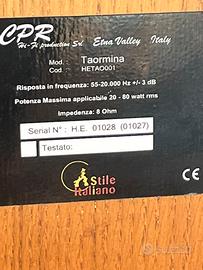 CPR
Hi-Fi production Srl Etna Valley Italy
Mod. : Taormina
Cod. : HETAO001
Risposta in frequenza: 55-20.000 Hz +/- 3 dB
Potenza Massima applicabile 20 - 80 watt rms
Impedenza: 8 Ohm
Serial N° : H.E. 01028 (01027)
Testato:
Stile
Italiano
CE